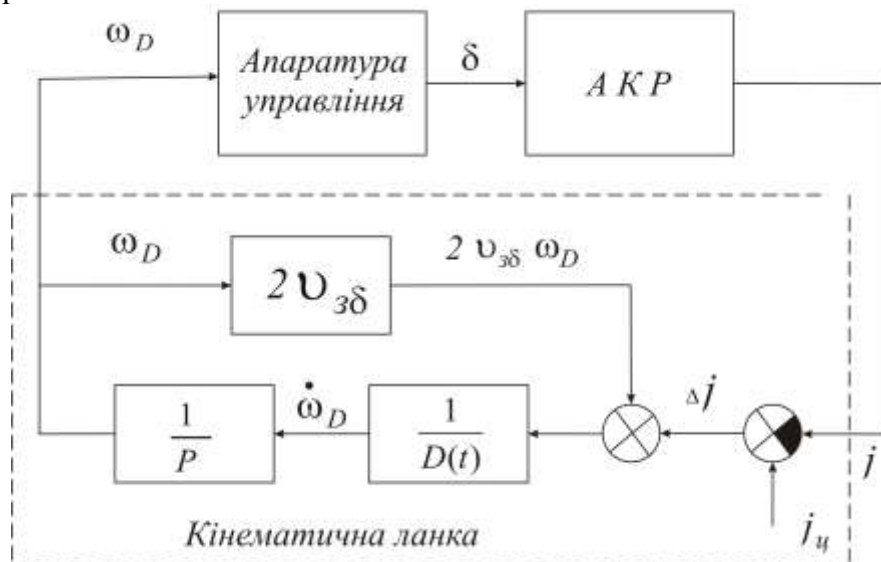 ω_D
Апаратура
управління
δ
А К Р
ω_D
2 υ_зδ
2 υ_зδ ω_D
1
P
ω̇_D
1
D(t)
Δj
j
j_ц
Кінематична ланка